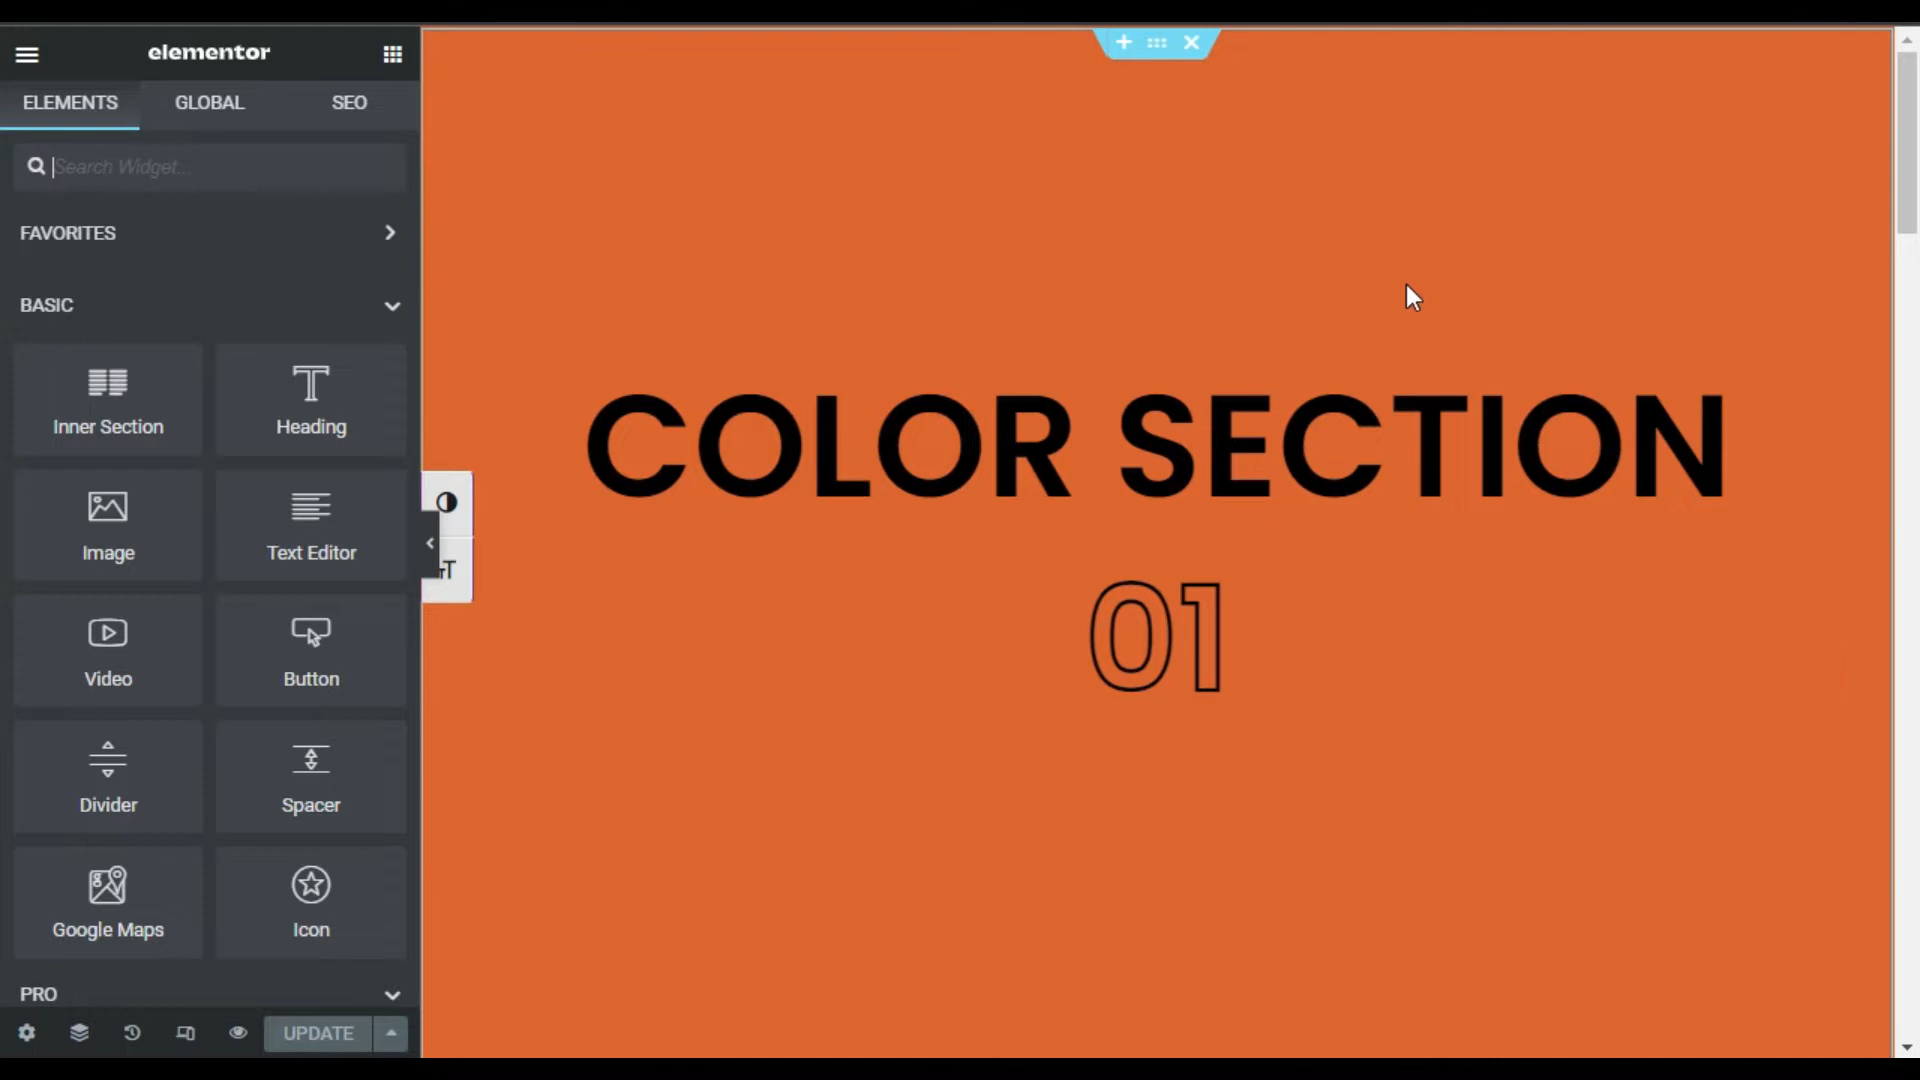 elementor
ELEMENTS GLOBAL SEO
Search Widget...
FAVORITES
BASIC
Inner Section Heading
Image Text Editor
Video Button
Divider Spacer
Google Maps Icon
PRO
UPDATE
COLOR SECTION
01
TT